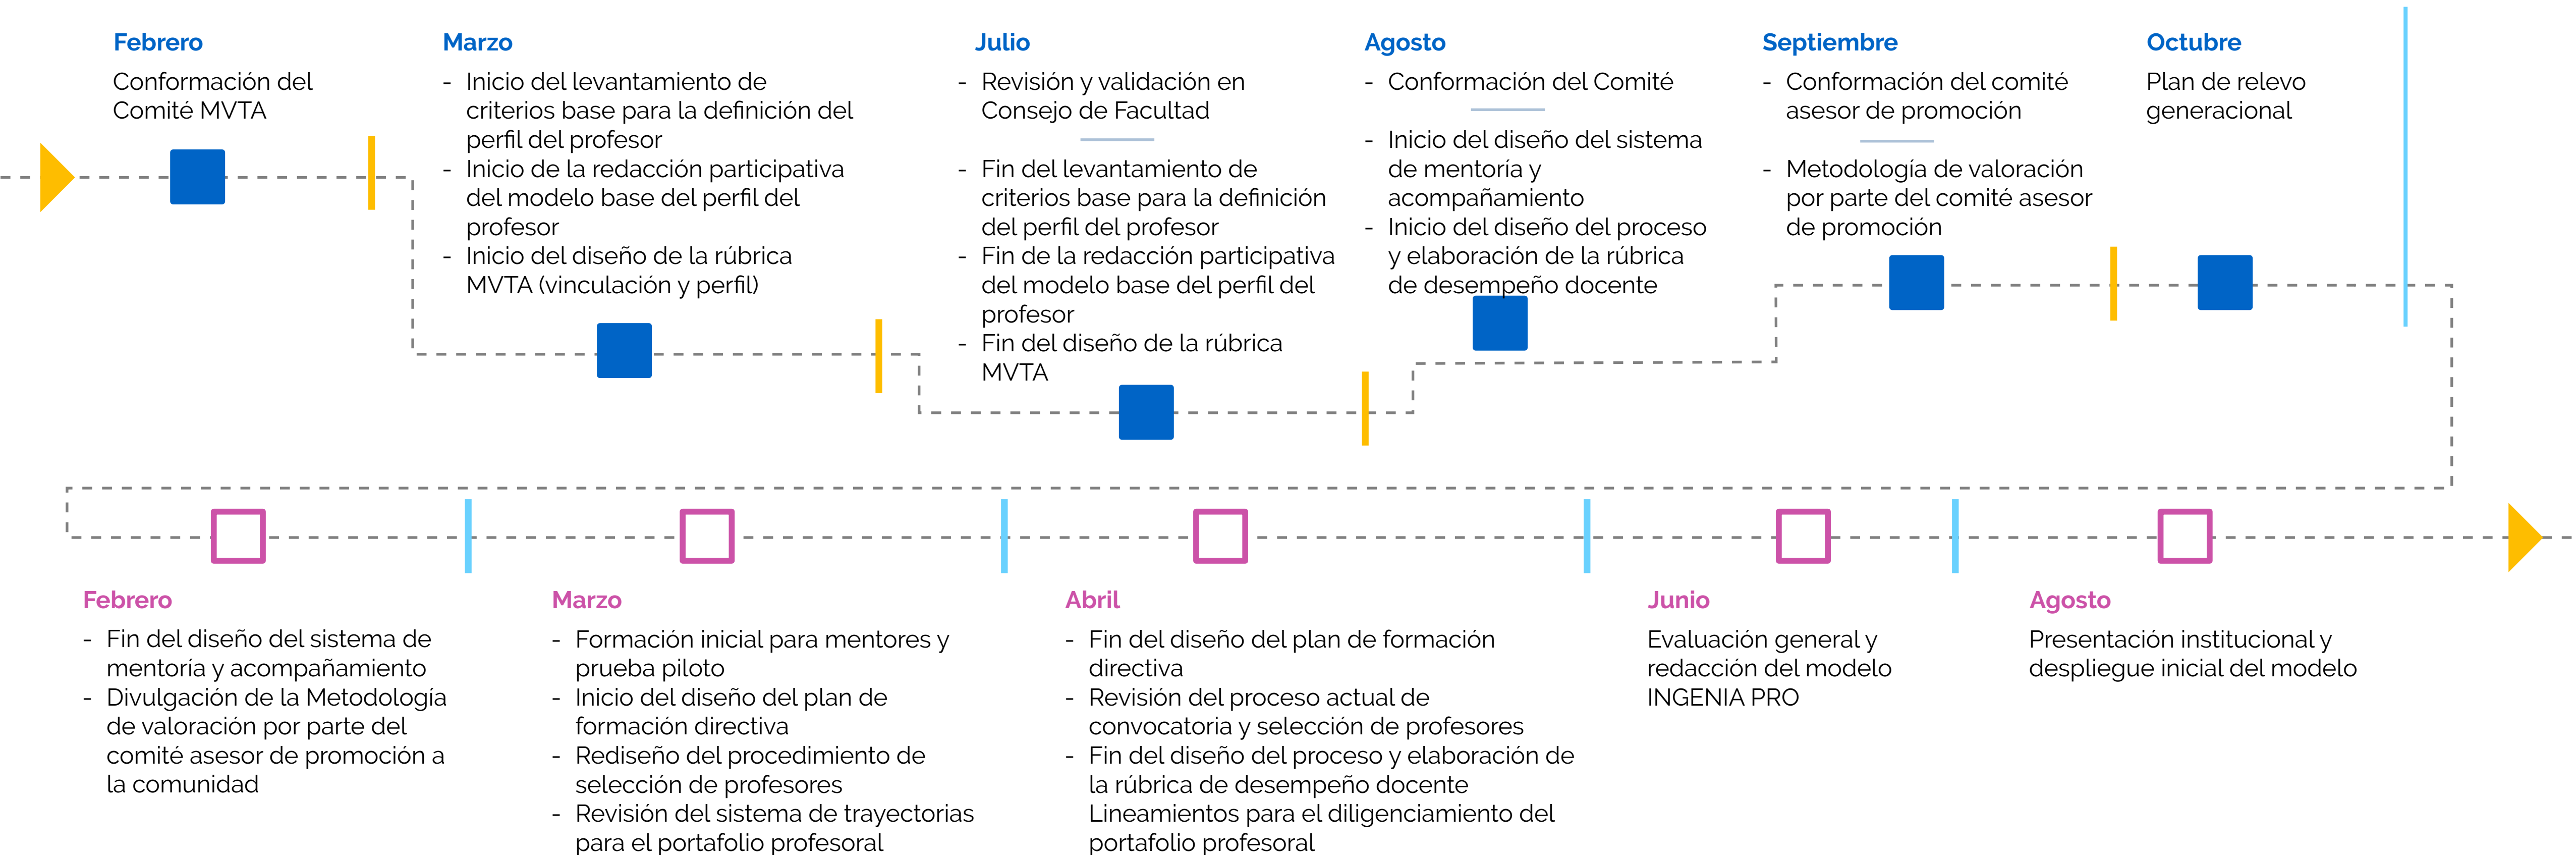 Febrero
Conformación del
Comité MVTA
Marzo
- Inicio del levantamiento de
criterios base para la definición del
perfil del profesor
- Inicio de la redacción participativa
del modelo base del perfil del
profesor
- Inicio del diseño de la rúbrica
MVTA (vinculación y perfil)
Julio
- Revisión y validación en
Consejo de Facultad
- Fin del levantamiento de
criterios base para la definición
del perfil del profesor
- Fin de la redacción participativa
del modelo base del perfil del
profesor
- Fin del diseño de la rúbrica
MVTA
Agosto
- Conformación del Comité
- Inicio del diseño del sistema
de mentoría y
acompañamiento
- Inicio del diseño del proceso
y elaboración de la rúbrica
de desempeño docente
Septiembre
- Conformación del comité
asesor de promoción
- Metodología de valoración
por parte del comité asesor
de promoción
Octubre
Plan de relevo
generacional
Febrero
- Fin del diseño del sistema de
mentoría y acompañamiento
- Divulgación de la Metodología
de valoración por parte del
comité asesor de promoción a
la comunidad
Marzo
- Formación inicial para mentores y
prueba piloto
- Inicio del diseño del plan de
formación directiva
- Rediseño del procedimiento de
selección de profesores
- Revisión del sistema de trayectorias
para el portafolio profesoral
Abril
- Fin del diseño del plan de formación
directiva
- Revisión del proceso actual de
convocatoria y selección de profesores
- Fin del diseño del proceso y elaboración de
la rúbrica de desempeño docente
Lineamientos para el diligenciamiento del
portafolio profesoral
Junio
Evaluación general y
redacción del modelo
INGENIA PRO
Agosto
Presentación institucional y
despliegue inicial del modelo